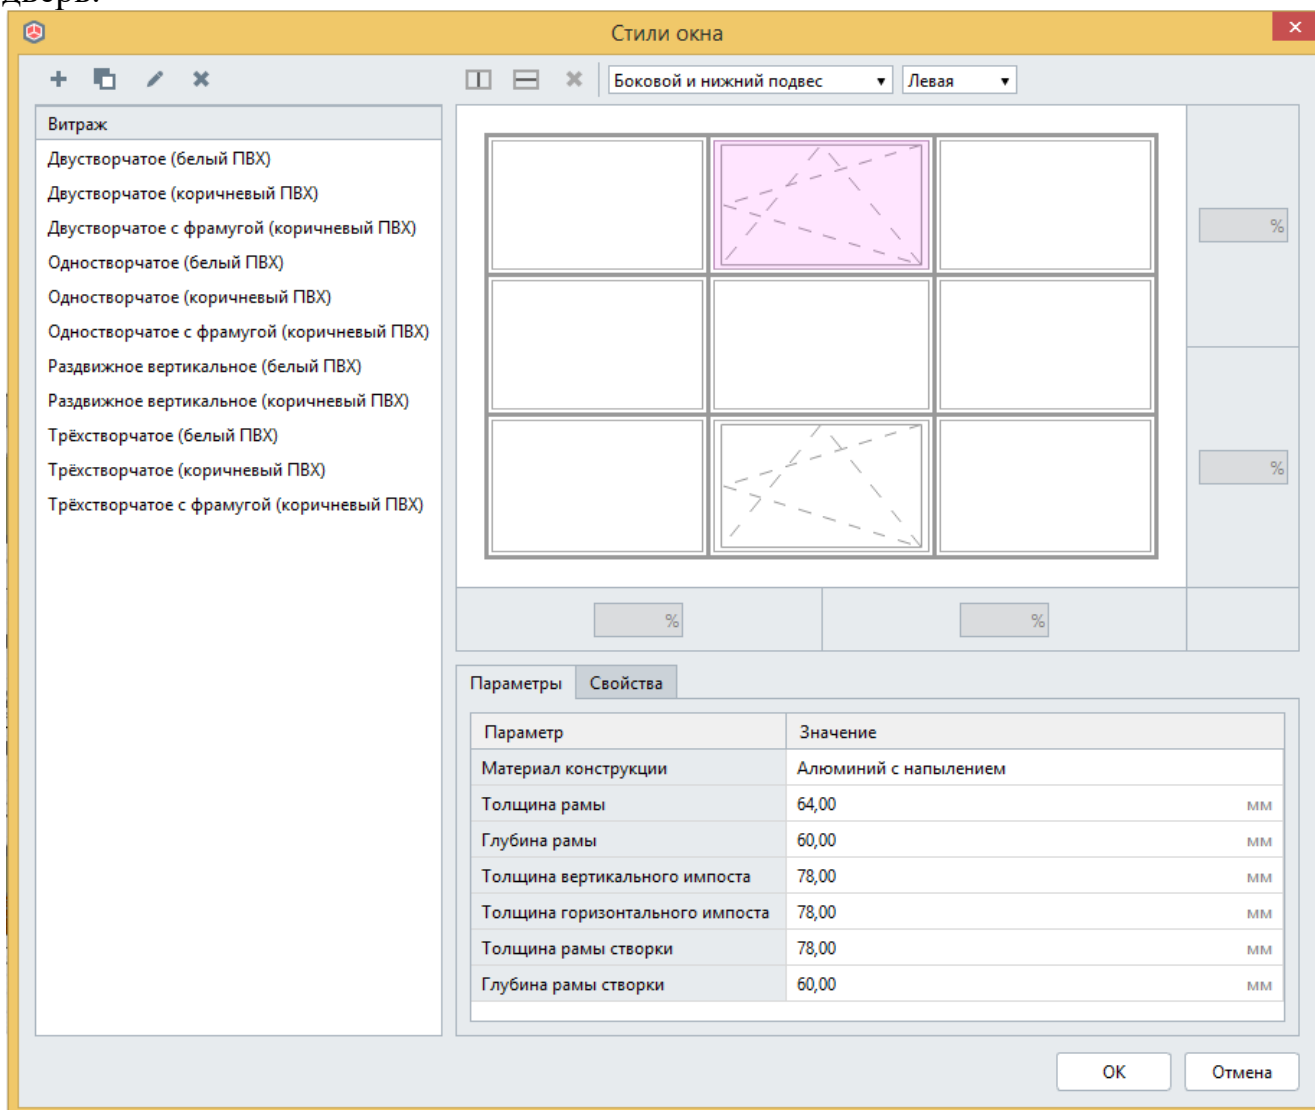 дверь.
Стили окна
Боковой и нижний подвес Левая
Витраж
Двустворчатое (белый ПВХ)
Двустворчатое (коричневый ПВХ)
Двустворчатое с фрамугой (коричневый ПВХ)
Одностворчатое (белый ПВХ)
Одностворчатое (коричневый ПВХ)
Одностворчатое с фрамугой (коричневый ПВХ)
Раздвижное вертикальное (белый ПВХ)
Раздвижное вертикальное (коричневый ПВХ)
Трёхстворчатое (белый ПВХ)
Трёхстворчатое (коричневый ПВХ)
Трёхстворчатое с фрамугой (коричневый ПВХ)
%
%
% %
Параметры Свойства
Параметр Значение
Материал конструкции Алюминий с напылением
Толщина рамы 64,00 мм
Глубина рамы 60,00 мм
Толщина вертикального импоста 78,00 мм
Толщина горизонтального импоста 78,00 мм
Толщина рамы створки 78,00 мм
Глубина рамы створки 60,00 мм
ОК Отмена